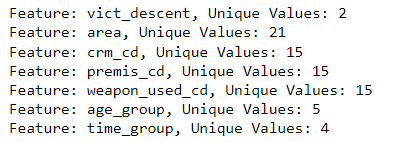 Feature: vict_descent, Unique Values: 2
Feature: area, Unique Values: 21
Feature: crm_cd, Unique Values: 15
Feature: premis_cd, Unique Values: 15
Feature: weapon_used_cd, Unique Values: 15
Feature: age_group, Unique Values: 5
Feature: time_group, Unique Values: 4